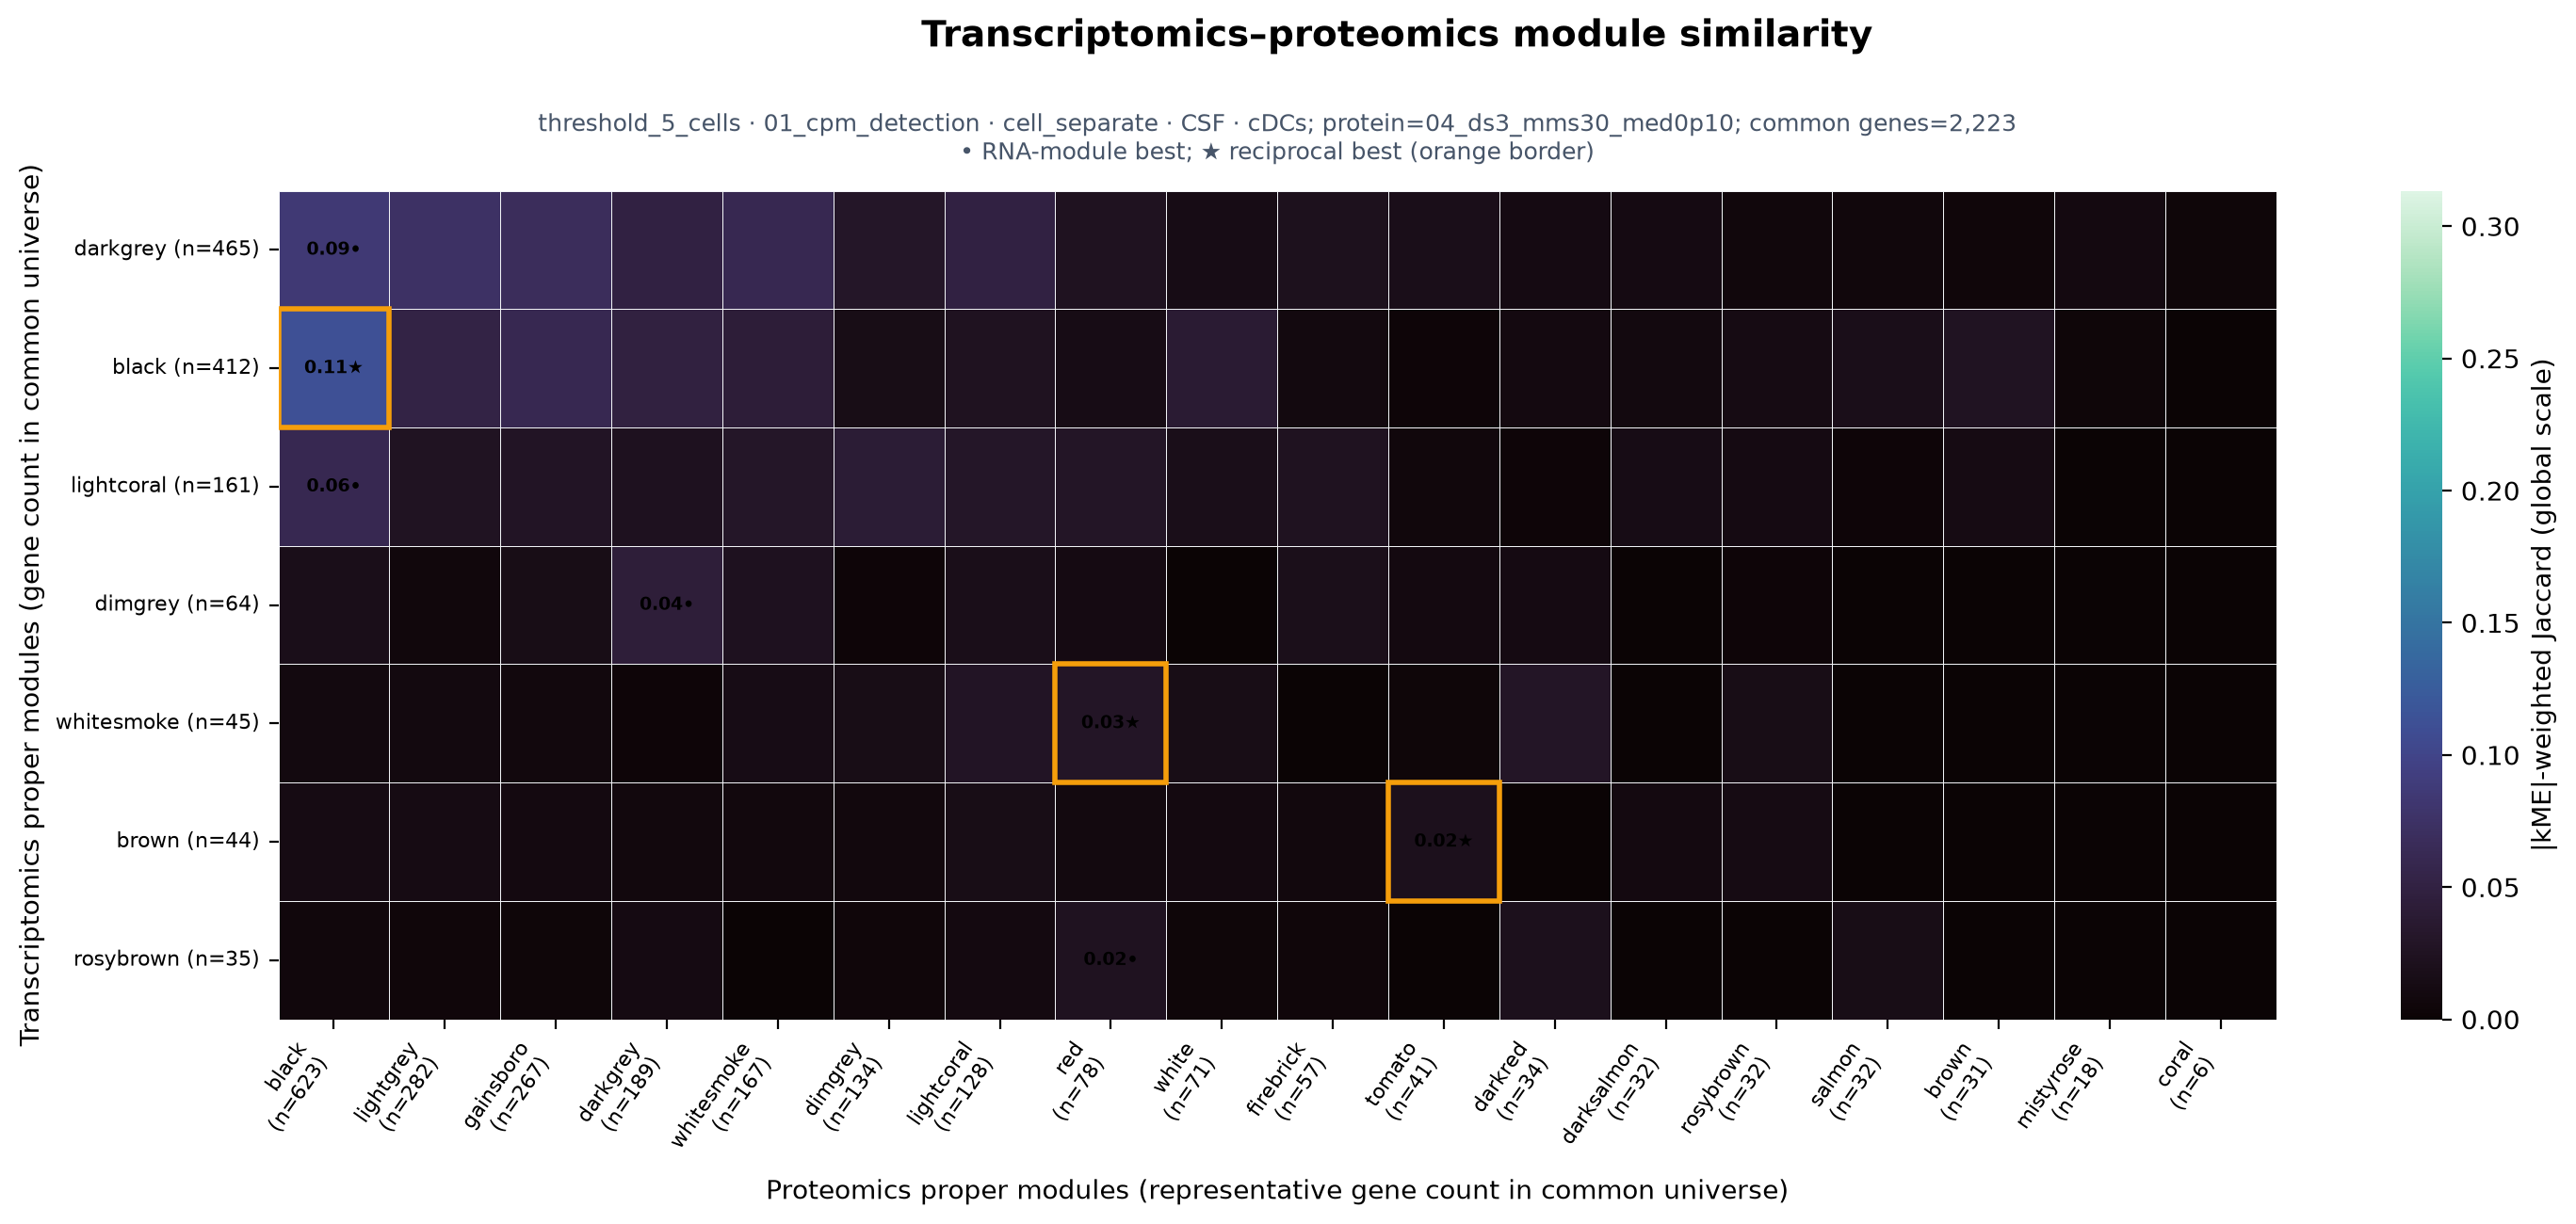 Transcriptomics–proteomics module similarity
threshold_5_cells · 01_cpm_detection · cell_separate · CSF · cDCs; protein=04_ds3_mms30_med0p10; common genes=2,223
• RNA-module best; ★ reciprocal best (orange border)
Transcriptomics proper modules (gene count in common universe)
darkgrey (n=465)
black (n=412)
lightcoral (n=161)
dimgrey (n=64)
whitesmoke (n=45)
brown (n=44)
rosybrown (n=35)
0.09•
0.11★
0.06•
0.04•
0.03★
0.02★
0.02•
black
(n=623)
lightgrey
(n=282)
gainsboro
(n=267)
darkgrey
(n=189)
whitesmoke
(n=167)
dimgrey
(n=134)
lightcoral
(n=128)
red
(n=78)
white
(n=71)
firebrick
(n=57)
tomato
(n=41)
darkred
(n=34)
darksalmon
(n=32)
rosybrown
(n=32)
salmon
(n=32)
brown
(n=31)
mistyrose
(n=18)
coral
(n=6)
Proteomics proper modules (representative gene count in common universe)
0.30
0.25
0.20
0.15
0.10
0.05
0.00
|kME|-weighted Jaccard (global scale)